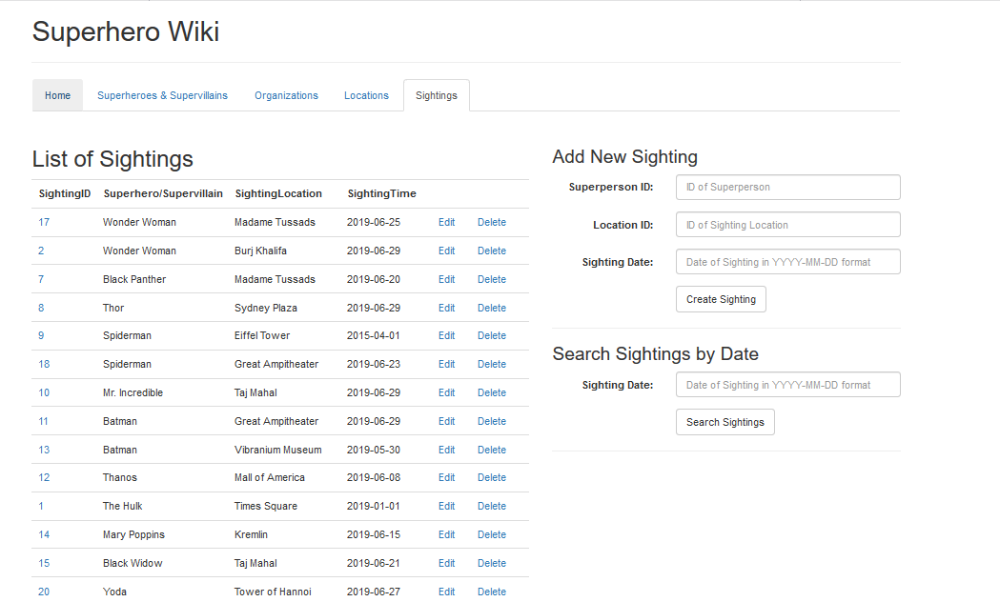 Superhero Wiki
Home Superheroes & Supervillains Organizations Locations Sightings
List of Sightings
SightingID Superhero/Supervillain SightingLocation SightingTime
17 Wonder Woman Madame Tussads 2019-06-25 Edit Delete
2 Wonder Woman Burj Khalifa 2019-06-29 Edit Delete
7 Black Panther Madame Tussads 2019-06-20 Edit Delete
8 Thor Sydney Plaza 2019-06-29 Edit Delete
9 Spiderman Eiffel Tower 2015-04-01 Edit Delete
18 Spiderman Great Ampitheater 2019-06-23 Edit Delete
10 Mr. Incredible Taj Mahal 2019-06-29 Edit Delete
11 Batman Great Ampitheater 2019-06-29 Edit Delete
13 Batman Vibranium Museum 2019-05-30 Edit Delete
12 Thanos Mall of America 2019-06-08 Edit Delete
1 The Hulk Times Square 2019-01-01 Edit Delete
14 Mary Poppins Kremlin 2019-06-15 Edit Delete
15 Black Widow Taj Mahal 2019-06-21 Edit Delete
20 Yoda Tower of Hannoi 2019-06-27 Edit Delete
Add New Sighting
Superperson ID: ID of Superperson
Location ID: ID of Sighting Location
Sighting Date: Date of Sighting in YYYY-MM-DD format
Create Sighting
Search Sightings by Date
Sighting Date: Date of Sighting in YYYY-MM-DD format
Search Sightings